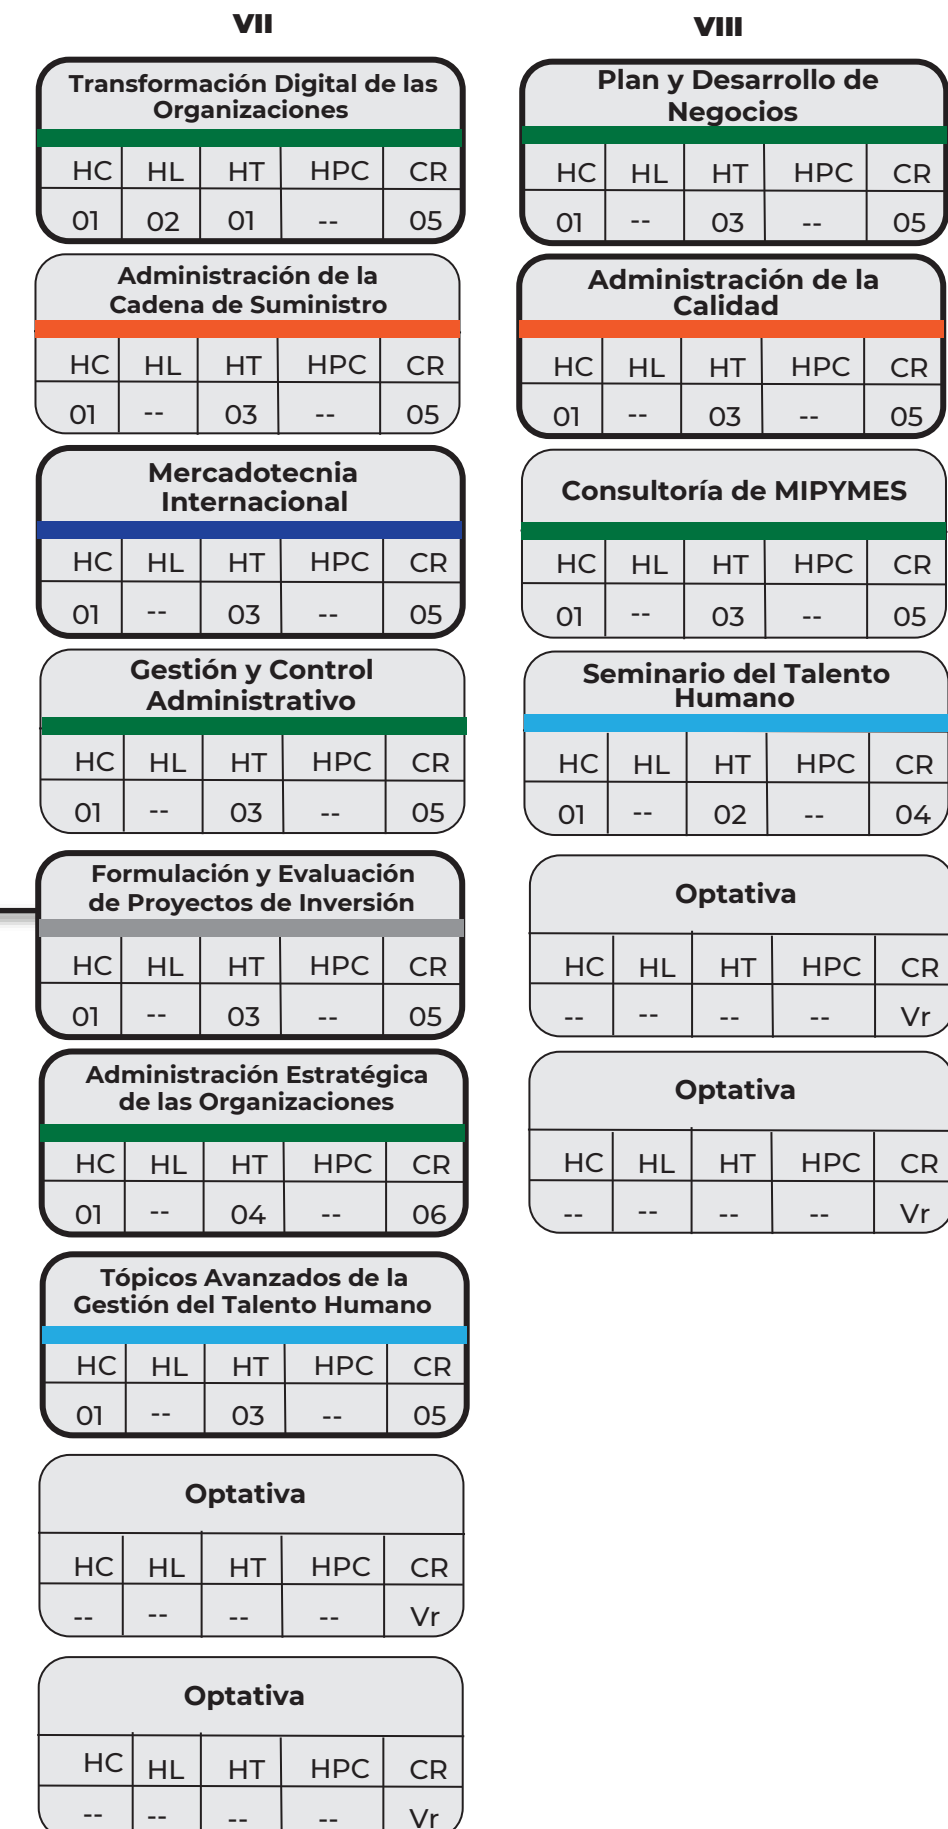 VII
Transformación Digital de las
Organizaciones
HC HL HT HPC CR
01 02 01 -- 05
Administración de la
Cadena de Suministro
HC HL HT HPC CR
01 -- 03 -- 05
Mercadotecnia
Internacional
HC HL HT HPC CR
01 -- 03 -- 05
Gestión y Control
Administrativo
HC HL HT HPC CR
01 -- 03 -- 05
Formulación y Evaluación
de Proyectos de Inversión
HC HL HT HPC CR
01 -- 03 -- 05
Administración Estratégica
de las Organizaciones
HC HL HT HPC CR
01 -- 04 -- 06
Tópicos Avanzados de la
Gestión del Talento Humano
HC HL HT HPC CR
01 -- 03 -- 05
Optativa
HC HL HT HPC CR
-- -- -- -- Vr
Optativa
HC HL HT HPC CR
-- -- -- -- Vr
VIII
Plan y Desarrollo de
Negocios
HC HL HT HPC CR
01 -- 03 -- 05
Administración de la
Calidad
HC HL HT HPC CR
01 -- 03 -- 05
Consultoría de MIPYMES
HC HL HT HPC CR
01 -- 03 -- 05
Seminario del Talento
Humano
HC HL HT HPC CR
01 -- 02 -- 04
Optativa
HC HL HT HPC CR
-- -- -- -- Vr
Optativa
HC HL HT HPC CR
-- -- -- -- Vr